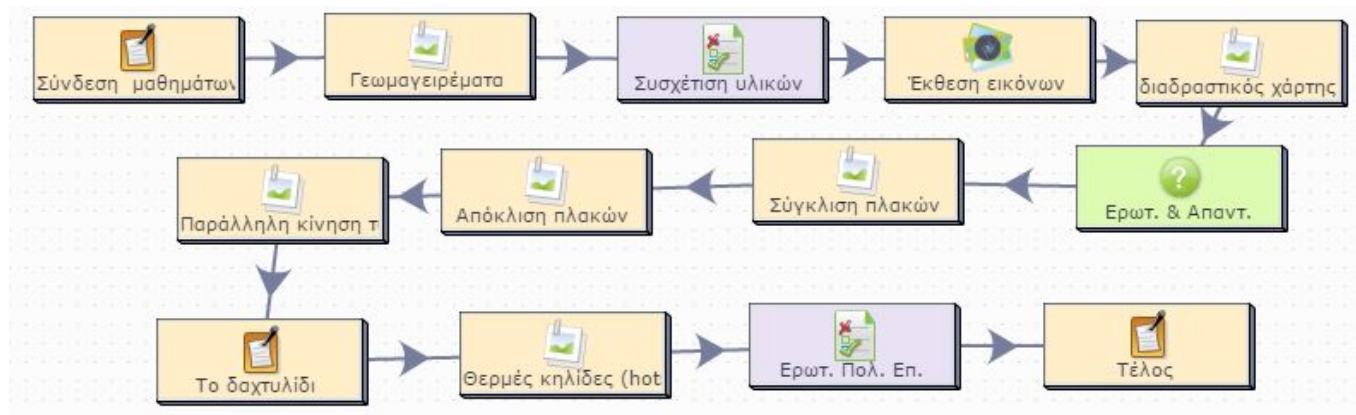 Σύνδεση μαθημάτων
Γεωμαγειρέματα
Συσχέτιση υλικών
Έκθεση εικόνων
διαδραστικός χάρτης
Ερωτ. & Απαντ.
Σύγκλιση πλακών
Απόκλιση πλακών
Παράλληλη κίνηση τ
Το δαχτυλίδι
Θερμές κηλίδες (hot
Ερωτ. Πολ. Επ.
Τέλος